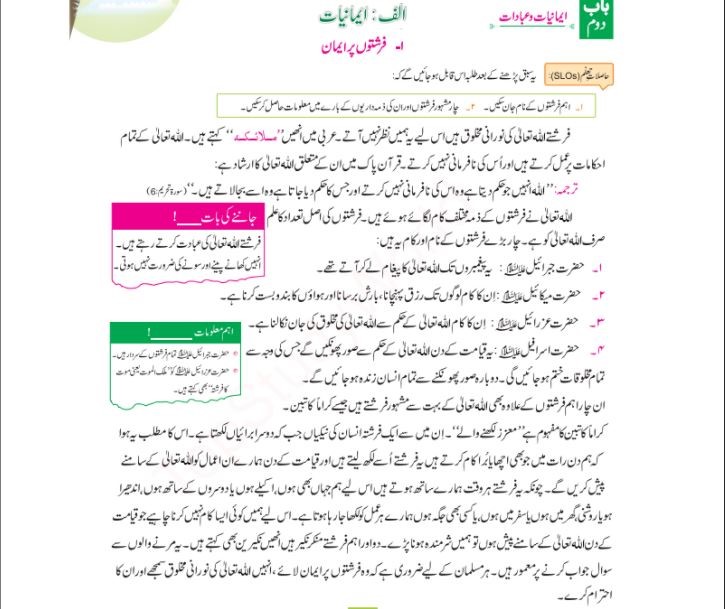 باب
دوم
ایمانیات و عبادات
الف: ایمانیات
۱- فرشتوں پر ایمان
حاصلاتِ تعلم (SLOs): یہ سبق پڑھنے کے بعد طلبہ اس قابل ہو جائیں گے کہ:
۱۔ اہم فرشتوں کے نام جان سکیں۔ ۲۔ چار مشہور فرشتوں اور ان کی ذمہ داریوں کے بارے میں معلومات حاصل کر سکیں۔
فرشتے اللہ تعالیٰ کی نورانی مخلوق ہیں اس لیے یہ ہمیں نظر نہیں آتے۔ عربی میں انھیں ”ملائکہ“ کہتے ہیں۔ اللہ تعالیٰ کے تمام
احکامات پر عمل کرتے ہیں اور اُس کی نافرمانی نہیں کرتے۔ قرآن پاک میں ان کے متعلق اللہ تعالیٰ کا ارشاد ہے:
ترجمہ: ”اللہ انہیں جو حکم دیتا ہے وہ اس کی نافرمانی نہیں کرتے اور جس کا حکم دیا جاتا ہے وہ اسے بجا لاتے ہیں۔“ (سورۃ تحریم:6)
اللہ تعالیٰ نے فرشتوں کے ذمہ مختلف کام لگائے ہوئے ہیں۔ فرشتوں کی اصل تعداد کا علم
صرف اللہ تعالیٰ کو ہے۔ چار بڑے فرشتوں کے نام اور کام یہ ہیں:
جاننے کی بات ____!
فرشتے اللہ تعالیٰ کی عبادت کرتے رہتے ہیں۔
انہیں کھانے پینے اور سونے کی ضرورت نہیں ہوتی۔
۱۔ حضرت جبرائیل علیہ السلام: یہ پیغمبروں تک اللہ تعالیٰ کا پیغام لے کر آتے تھے۔
۲۔ حضرت میکائیل علیہ السلام: اِن کا کام لوگوں تک رزق پہنچانا، بارش برسانا اور ہواؤں کا بندوبست کرنا ہے۔
۳۔ حضرت عزرائیل علیہ السلام: اِن کا کام اللہ تعالیٰ کے حکم سے اللہ تعالیٰ کی مخلوق کی جان نکالنا ہے۔
۴۔ حضرت اسرافیل علیہ السلام: یہ قیامت کے دن اللہ تعالیٰ کے حکم سے صور پھونکیں گے جس کی وجہ سے
تمام مخلوقات ختم ہو جائیں گی۔ دوبارہ صور پھونکنے سے تمام انسان زندہ ہو جائیں گے۔
اہم معلومات ____!
حضرت جبرائیل علیہ السلام تمام فرشتوں کے سردار ہیں۔
حضرت عزرائیل علیہ السلام کو ”ملک الموت یعنی موت
کا فرشتہ“ بھی کہتے ہیں۔
ان چار اہم فرشتوں کے علاوہ بھی اللہ تعالیٰ کے بہت سے مشہور فرشتے ہیں جیسے کراماً کاتبین۔
کراماً کاتبین کا مفہوم ہے ”معزز لکھنے والے“۔ اِن میں سے ایک فرشتہ انسان کی نیکیاں جب کہ دوسرا برائیاں لکھتا ہے۔ اس کا مطلب یہ ہوا
کہ ہم دن رات میں جو بھی اچھا یا بُرا کام کرتے ہیں یہ فرشتے اُسے لکھ لیتے ہیں اور قیامت کے دن ہمارے ان اعمال کو اللہ تعالیٰ کے سامنے
پیش کریں گے۔ چونکہ یہ فرشتے ہر وقت ہمارے ساتھ ہوتے ہیں اس لیے ہم جہاں بھی ہوں، اکیلے ہوں یا دوسروں کے ساتھ ہوں، اندھیرا
ہو یا روشنی گھر میں ہوں یا سفر میں ہوں، یا کسی بھی جگہ ہوں ہمارے ہر عمل کو لکھا جا رہا ہوتا ہے۔ اس لیے ہمیں کوئی ایسا کام نہیں کرنا چاہیے جو قیامت
کے دن اللہ تعالیٰ کے سامنے پیش ہوں تو ہمیں شرمندہ ہونا پڑے۔ دو اور اہم فرشتے منکر نکیر ہیں انھیں نکیرین بھی کہتے ہیں۔ یہ مرنے والوں سے
سوال جواب کرنے پر معمور ہیں۔ ہر مسلمان کے لیے ضروری ہے کہ وہ فرشتوں پر ایمان لائے، انہیں اللہ تعالیٰ کی نورانی مخلوق سمجھے اور ان کا
احترام کرے۔